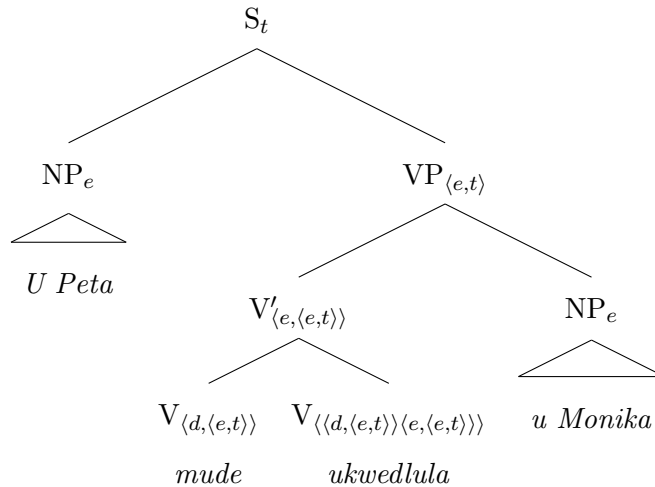 S_t
NP_e VP_⟨e,t⟩
U Peta
V′_⟨e,⟨e,t⟩⟩ NP_e
V_⟨d,⟨e,t⟩⟩ V_⟨⟨d,⟨e,t⟩⟩⟨e,⟨e,t⟩⟩⟩ u Monika
mude ukwedlula